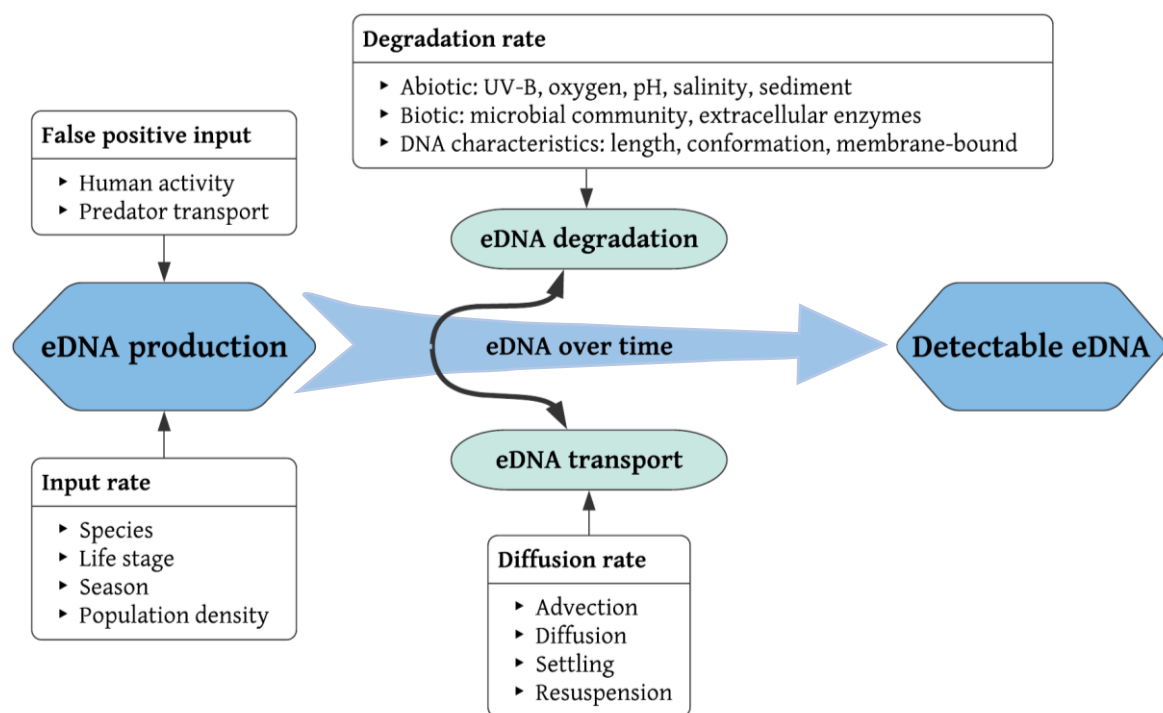 Degradation rate
‣ Abiotic: UV-B, oxygen, pH, salinity, sediment
‣ Biotic: microbial community, extracellular enzymes
‣ DNA characteristics: length, conformation, membrane-bound
False positive input
‣ Human activity
‣ Predator transport
eDNA degradation
eDNA production
eDNA over time
Detectable eDNA
eDNA transport
Input rate
‣ Species
‣ Life stage
‣ Season
‣ Population density
Diffusion rate
‣ Advection
‣ Diffusion
‣ Settling
‣ Resuspension